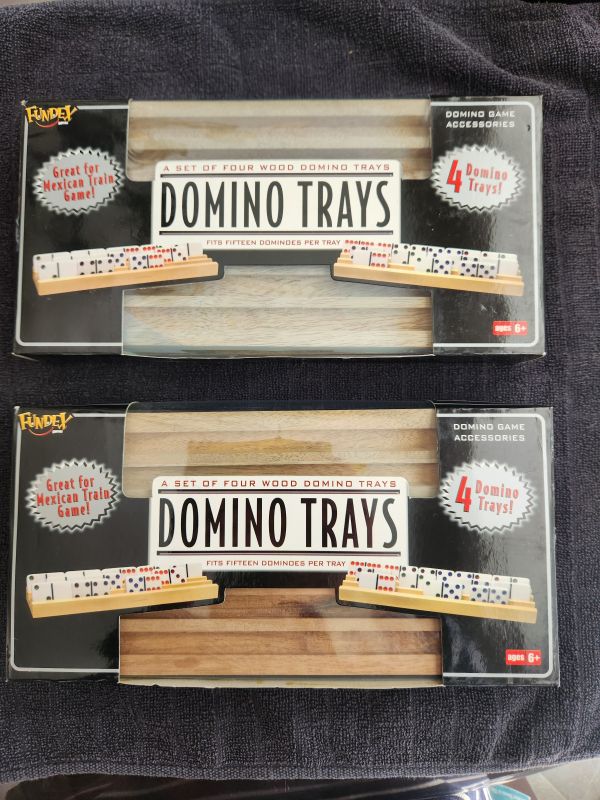 FUNDEX
games
DOMINO GAME
ACCESSORIES
Great for
Mexican Train
Game!
A SET OF FOUR WOOD DOMINO TRAYS
DOMINO TRAYS
FITS FIFTEEN DOMINOES PER TRAY
4 Domino
Trays!
ages 6+
FUNDEX
games
DOMINO GAME
ACCESSORIES
Great for
Mexican Train
Game!
A SET OF FOUR WOOD DOMINO TRAYS
DOMINO TRAYS
FITS FIFTEEN DOMINOES PER TRAY
4 Domino
Trays!
ages 6+